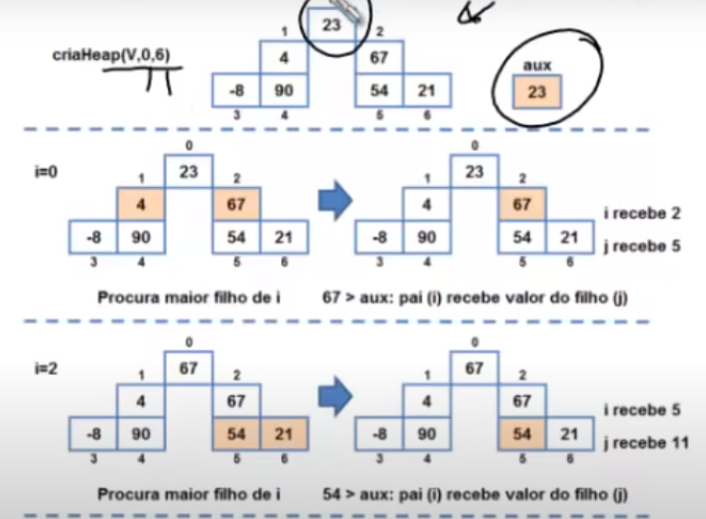 23
1 2
criaHeap(V,0,6)
4 67
aux
-8 90 54 21
23
3 4 5 6
0
i=0
23
1 2
4 67
-8 90 54 21
3 4 5 6
0
23
1 2
4 67
-8 90 54 21
3 4 5 6
i recebe 2
j recebe 5
Procura maior filho de i
67 > aux: pai (i) recebe valor do filho (j)
0
i=2
67
1 2
4 67
-8 90 54 21
3 4 5 6
0
67
1 2
4 67
-8 90 54 21
3 4 5 6
i recebe 5
j recebe 11
Procura maior filho de i
54 > aux: pai (i) recebe valor do filho (j)